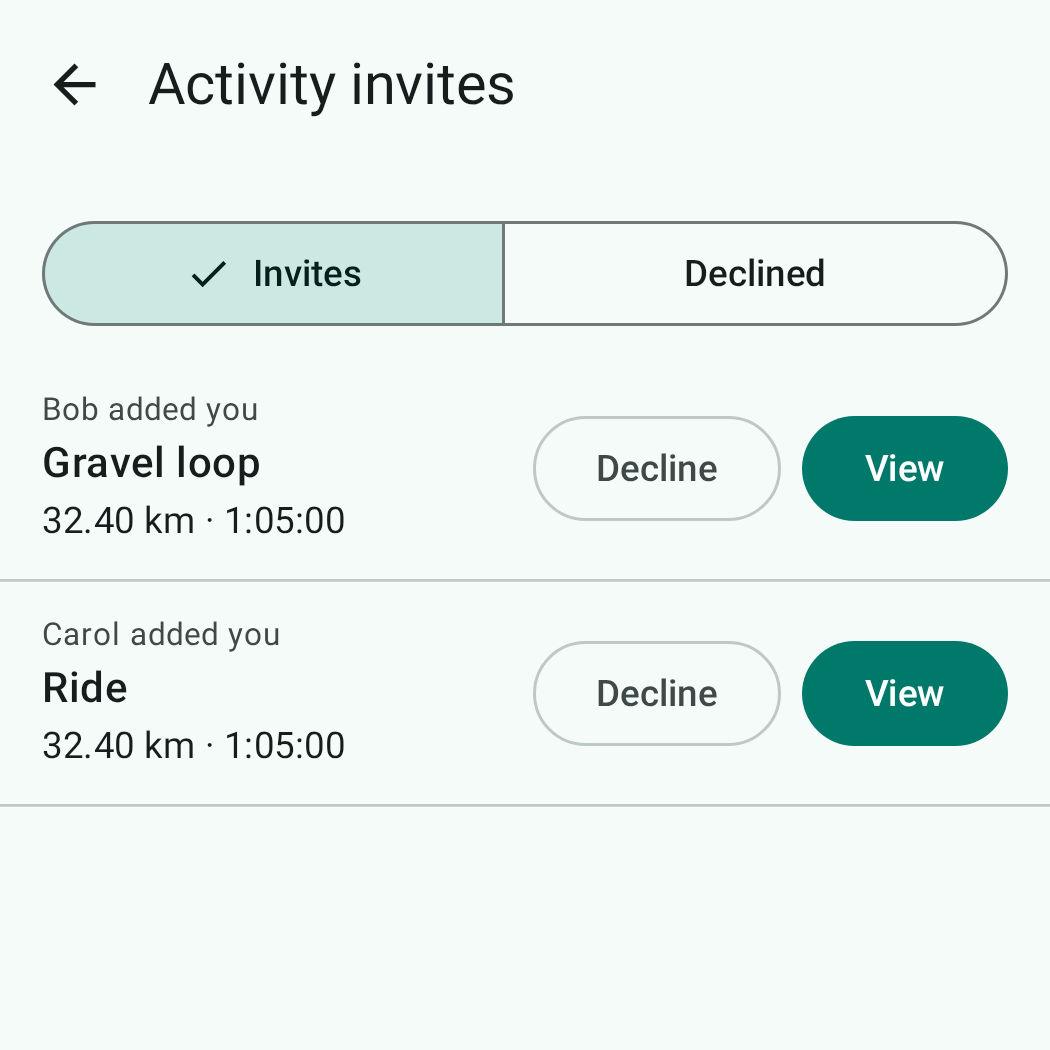 Activity invites
Invites
Declined
Bob added you
Gravel loop
32.40 km · 1:05:00
Decline
View
Carol added you
Ride
32.40 km · 1:05:00
Decline
View